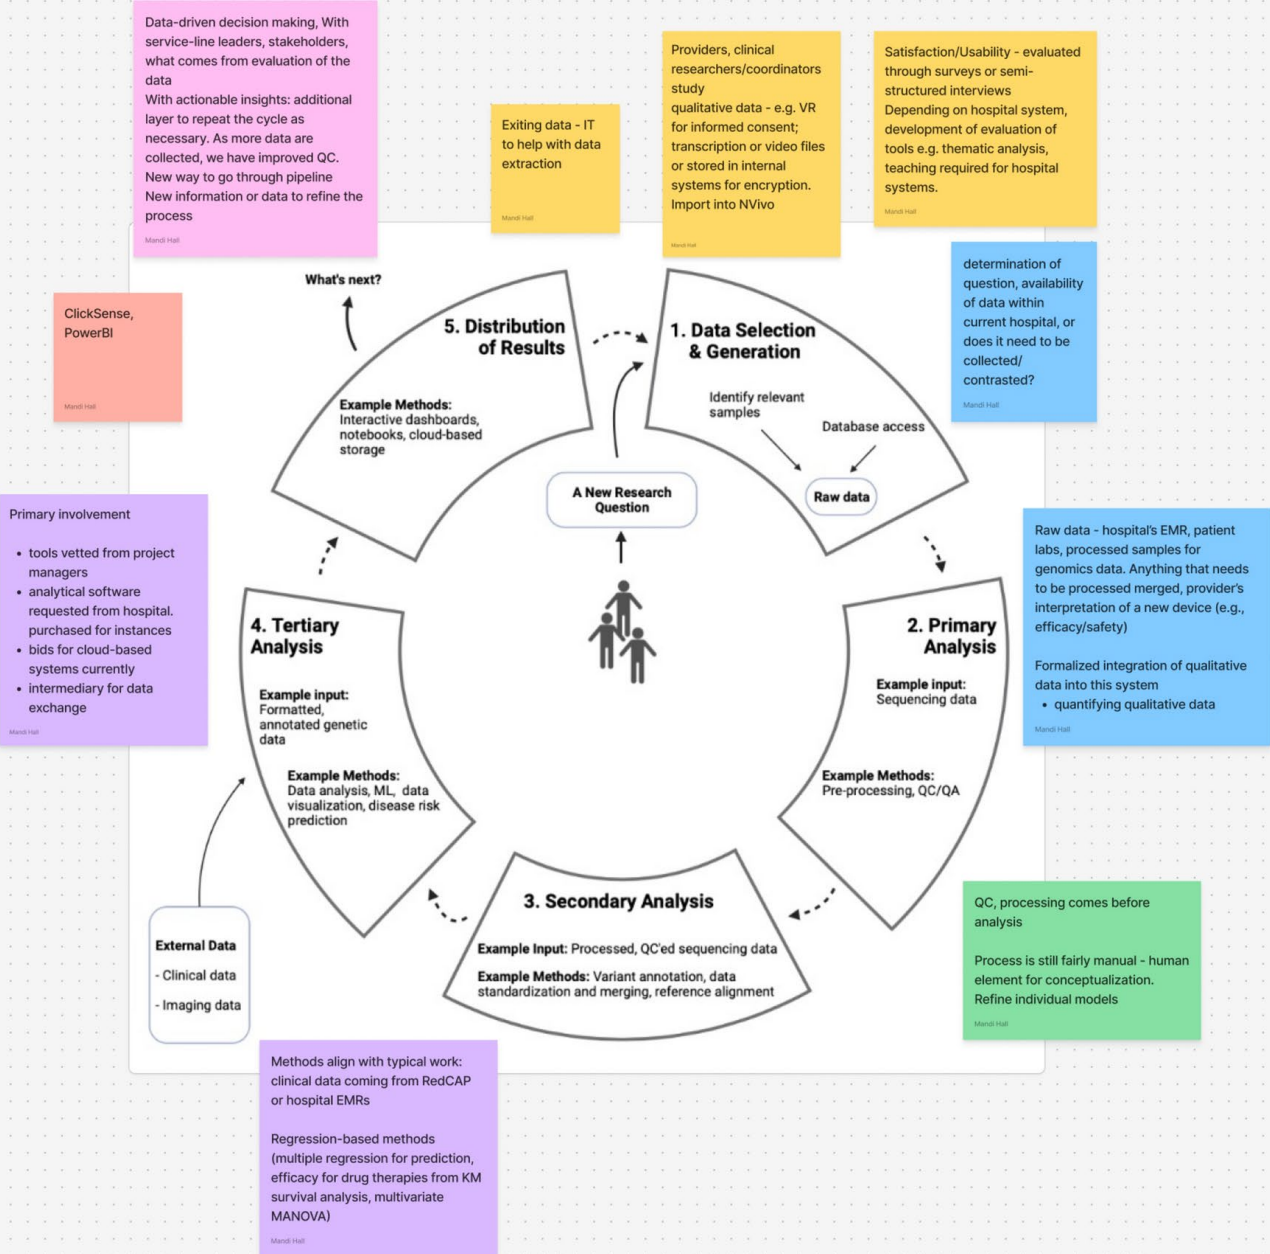 Data-driven decision making, With
service-line leaders, stakeholders,
what comes from evaluation of the
data
With actionable insights: additional
layer to repeat the cycle as
necessary. As more data are
collected, we have improved QC.
New way to go through pipeline
New information or data to refine the
process
Mandi Hall
Exiting data - IT
to help with data
extraction
Mandi Hall
Providers, clinical
researchers/coordinators
study
qualitative data - e.g. VR
for informed consent;
transcription or video files
or stored in internal
systems for encryption.
Import into NVivo
Mandi Hall
Satisfaction/Usability - evaluated
through surveys or semi-
structured interviews
Depending on hospital system,
development of evaluation of
tools e.g. thematic analysis,
teaching required for hospital
systems.
Mandi Hall
determination of
question, availability
of data within
current hospital, or
does it need to be
collected/
contrasted?
Mandi Hall
ClickSense,
PowerBI
Mandi Hall
What's next?
5. Distribution
of Results
Example Methods:
Interactive dashboards,
notebooks, cloud-based
storage
1. Data Selection
& Generation
Identify relevant
samples
Database access
Raw data
A New Research
Question
Primary involvement
• tools vetted from project
managers
• analytical software
requested from hospital.
purchased for instances
• bids for cloud-based
systems currently
• intermediary for data
exchange
Mandi Hall
Raw data - hospital's EMR, patient
labs, processed samples for
genomics data. Anything that needs
to be processed merged, provider's
interpretation of a new device (e.g.,
efficacy/safety)
Formalized integration of qualitative
data into this system
• quantifying qualitative data
Mandi Hall
4. Tertiary
Analysis
Example input:
Formatted,
annotated genetic
data
Example Methods:
Data analysis, ML, data
visualization, disease risk
prediction
2. Primary
Analysis
Example input:
Sequencing data
Example Methods:
Pre-processing, QC/QA
3. Secondary Analysis
Example Input: Processed, QC'ed sequencing data
Example Methods: Variant annotation, data
standardization and merging, reference alignment
External Data
- Clinical data
- Imaging data
QC, processing comes before
analysis
Process is still fairly manual - human
element for conceptualization.
Refine individual models
Mandi Hall
Methods align with typical work:
clinical data coming from RedCAP
or hospital EMRs
Regression-based methods
(multiple regression for prediction,
efficacy for drug therapies from KM
survival analysis, multivariate
MANOVA)
Mandi Hall